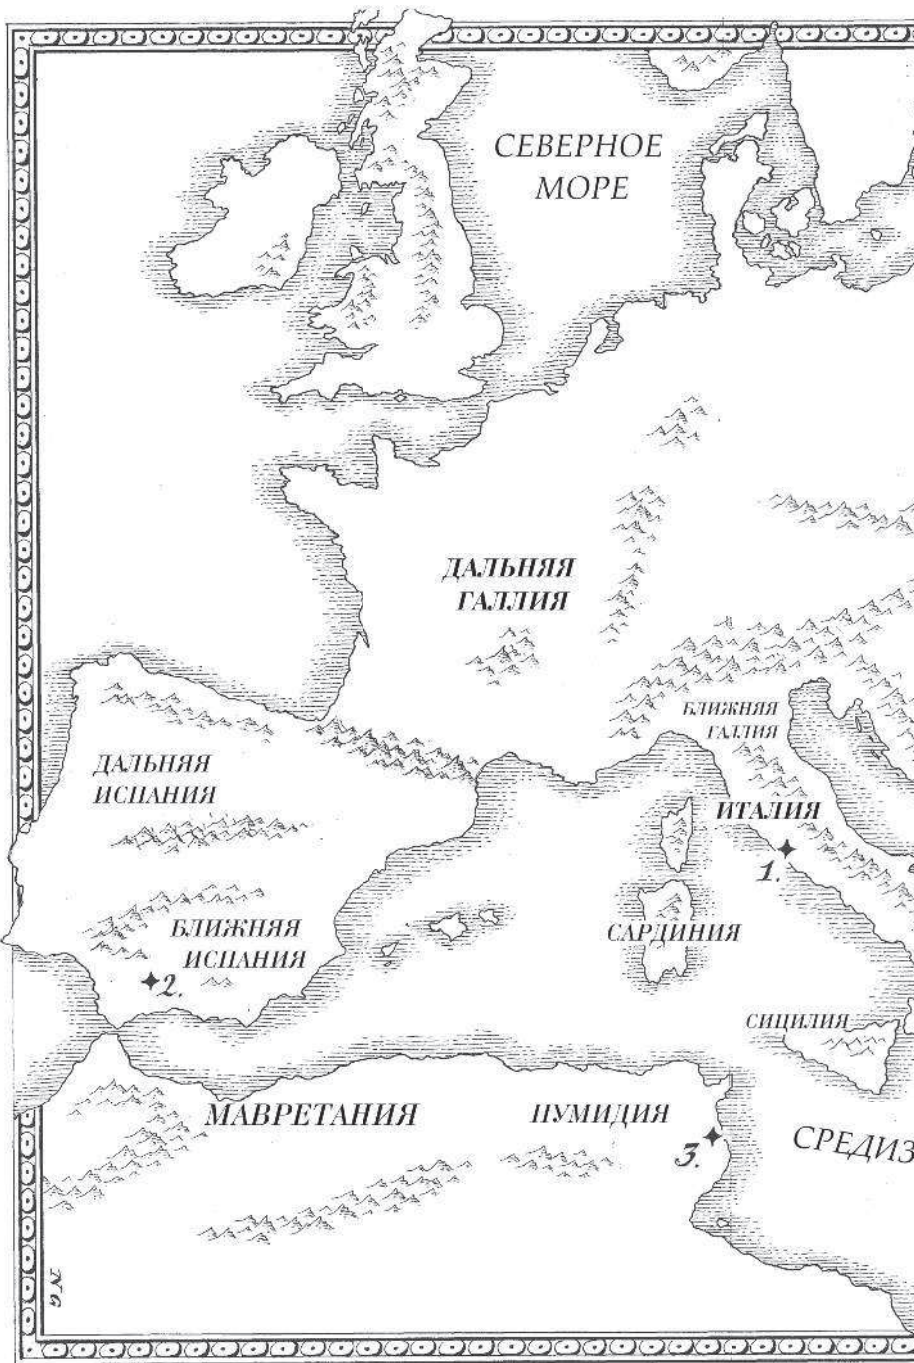 СЕВЕРНОЕ
МОРЕ
ДАЛЬНЯЯ
ГАЛЛИЯ
БЛИЖНЯЯ
ГАЛЛИЯ
ДАЛЬНЯЯ
ИСПАНИЯ
ИТАЛИЯ
1.
БЛИЖНЯЯ
ИСПАНИЯ
САРДИНИЯ
2.
СИЦИЛИЯ
МАВРЕТАНИЯ
НУМИДИЯ
3.
СРЕДИЗ